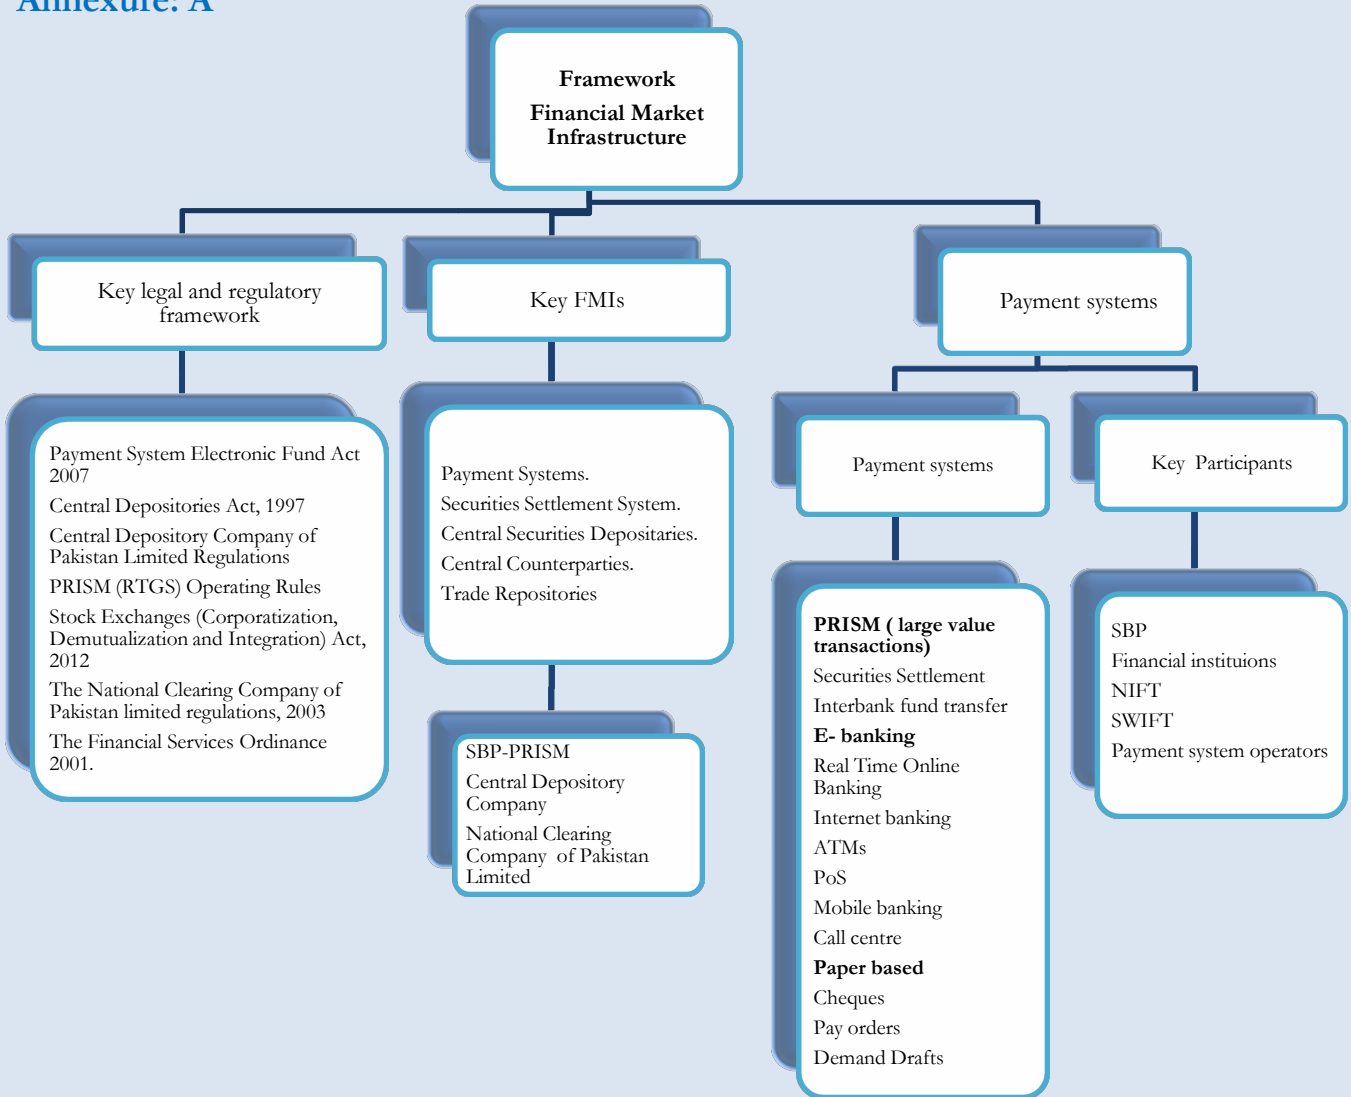 Annexure: A
Framework
Financial Market
Infrastructure
Key legal and regulatory
framework
Key FMIs
Payment systems
Payment System Electronic Fund Act
2007
Central Depositories Act, 1997
Central Depository Company of
Pakistan Limited Regulations
PRISM (RTGS) Operating Rules
Stock Exchanges (Corporatization,
Demutualization and Integration) Act,
2012
The National Clearing Company of
Pakistan limited regulations, 2003
The Financial Services Ordinance
2001.
Payment Systems.
Securities Settlement System.
Central Securities Depositaries.
Central Counterparties.
Trade Repositories
SBP-PRISM
Central Depository
Company
National Clearing
Company of Pakistan
Limited
Payment systems
PRISM ( large value
transactions)
Securities Settlement
Interbank fund transfer
E- banking
Real Time Online
Banking
Internet banking
ATMs
PoS
Mobile banking
Call centre
Paper based
Cheques
Pay orders
Demand Drafts
Key Participants
SBP
Financial instituions
NIFT
SWIFT
Payment system operators